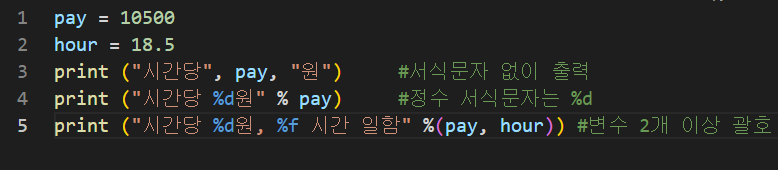 1 pay = 10500
2 hour = 18.5
3 print ("시간당", pay, "원") #서식문자 없이 출력
4 print ("시간당 %d원" % pay) #정수 서식문자는 %d
5 print ("시간당 %d원, %f 시간 일함" %(pay, hour)) #변수 2개 이상 괄호